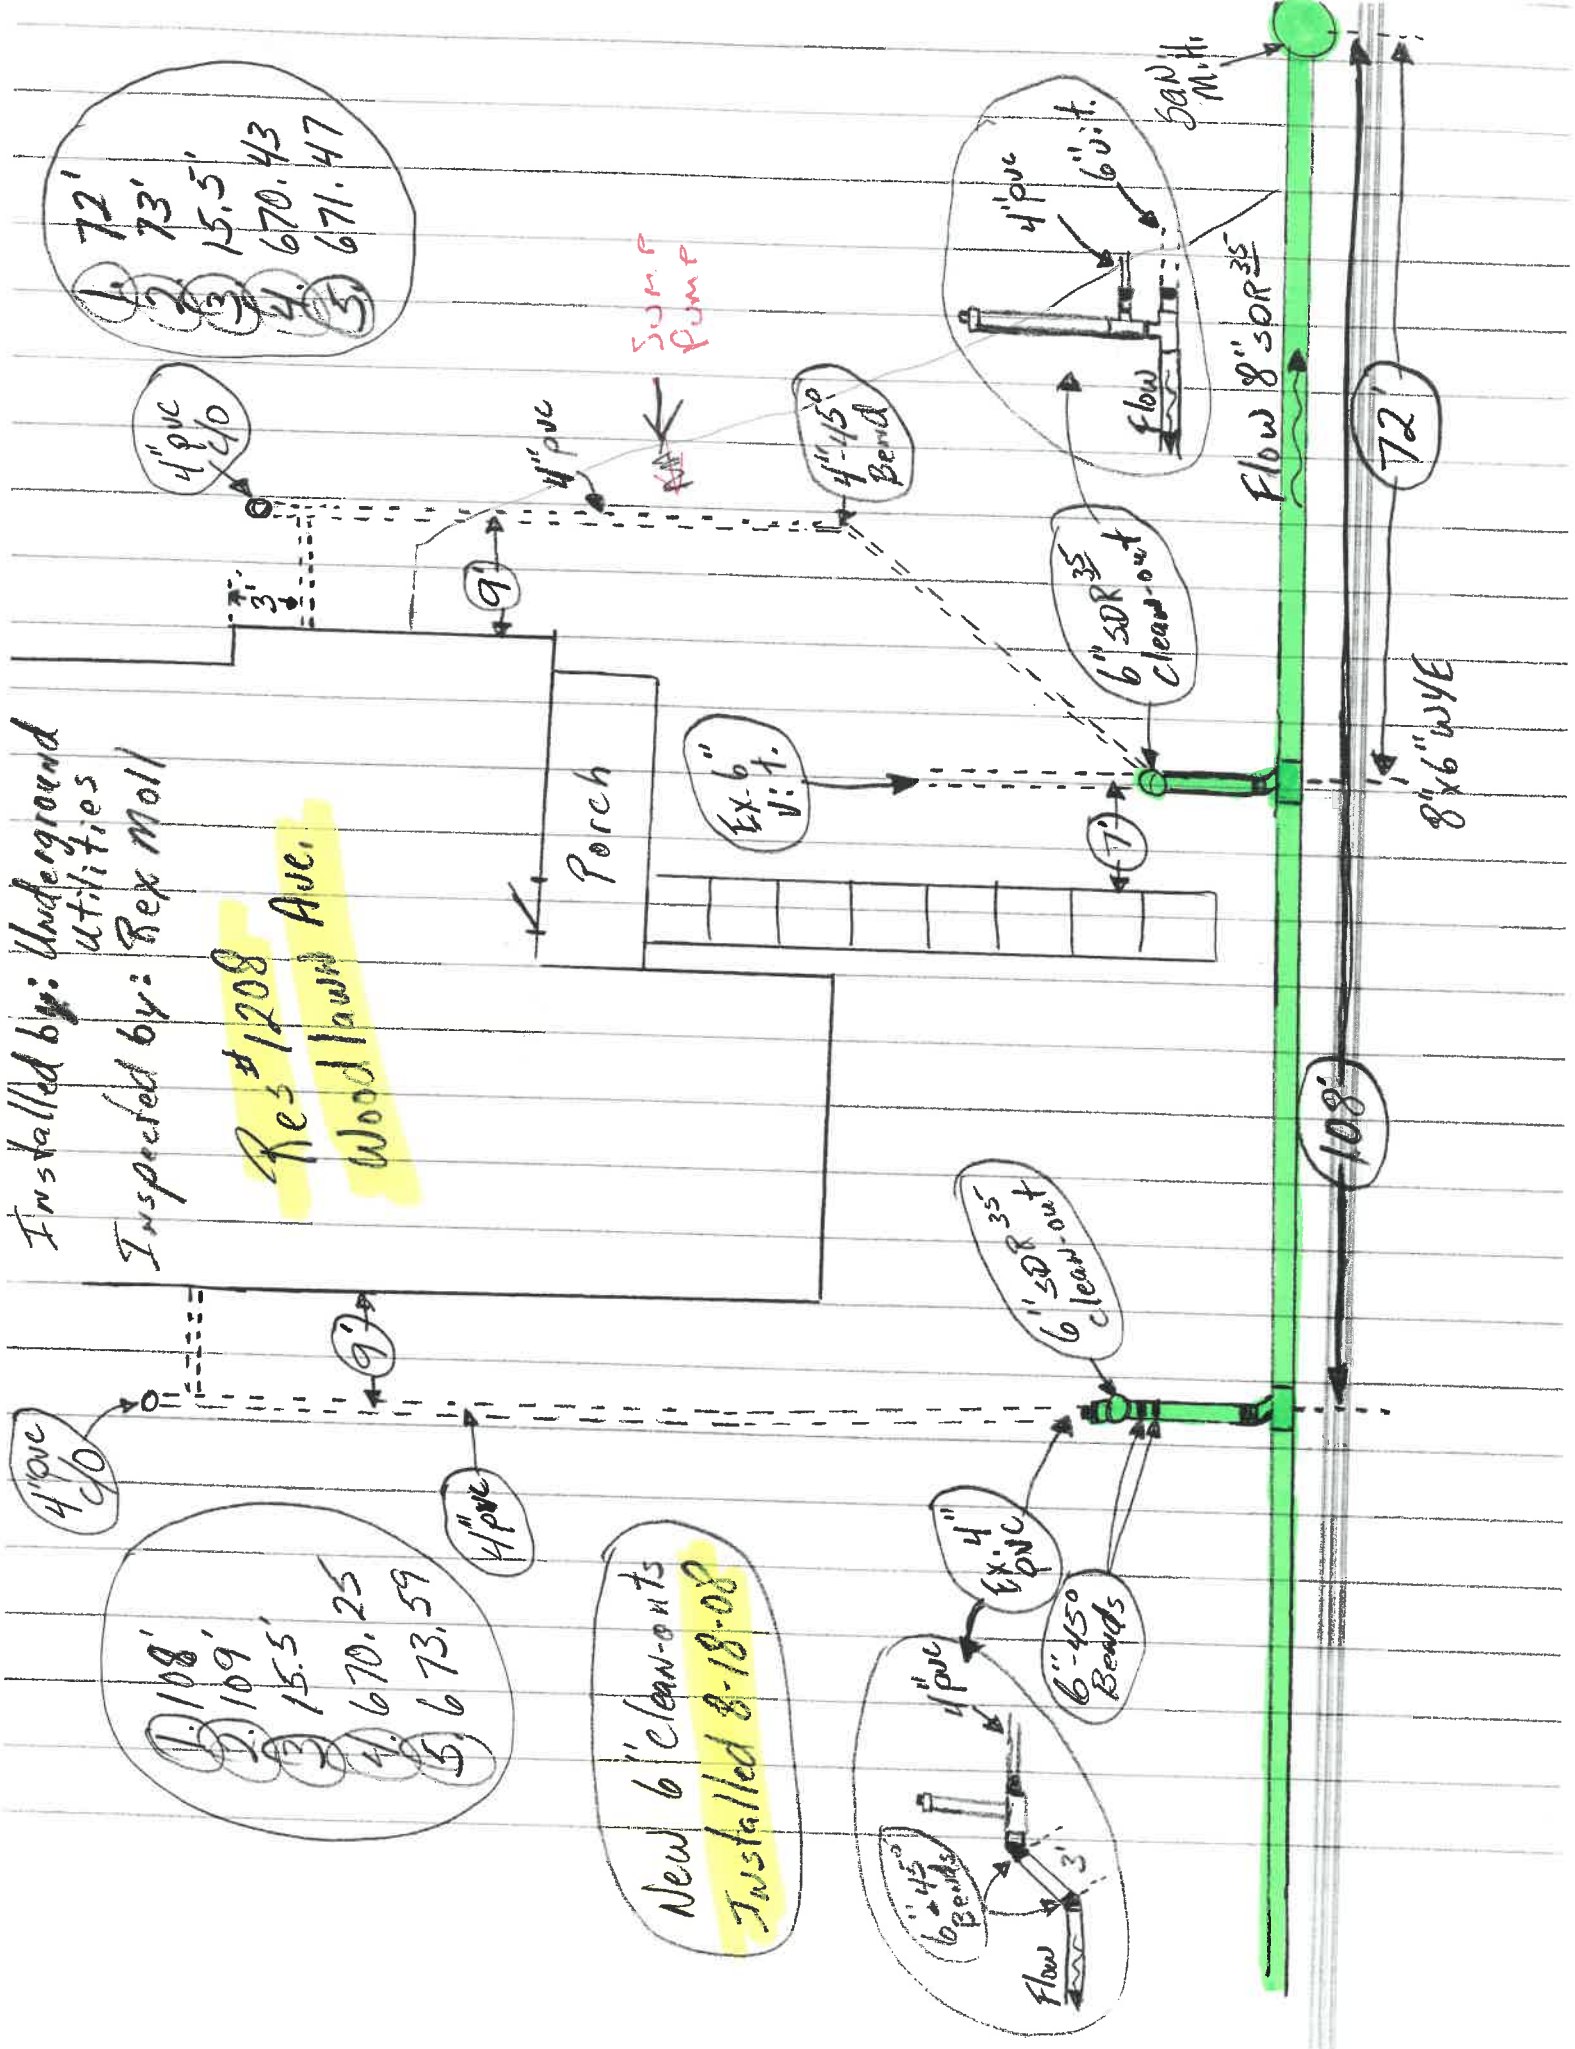 Installed by: Underground
Utilities
Inspected by: Rex Moll
Res #1208
Woodlawn Ave.
4" PVC
C/O
1. 108'
2. 109'
3. 15.5'
4. 670.25
5. 673.59
9'
4" PVC
New 6" Clean-outs
Installed 8-18-08
6"-45°
Bends
Flow
3'
4" PVC
Ex. 4"
PVC
6"-45°
Bends
6" SDR 35
Clean-out
Porch
Ex-6"
Vit.
7'
3'
9'
4" PVC
C/O
1. 72'
2. 73'
3. 15.5'
4. 670.43
5. 671.47
4" PVC
Sump
Pump
4"-45°
Bend
6" SDR 35
Clean-out
Flow
4" PVC
6" Vit.
San
M.H.
Flow 8" SDR 35
108'
72'
8"x6" WYE